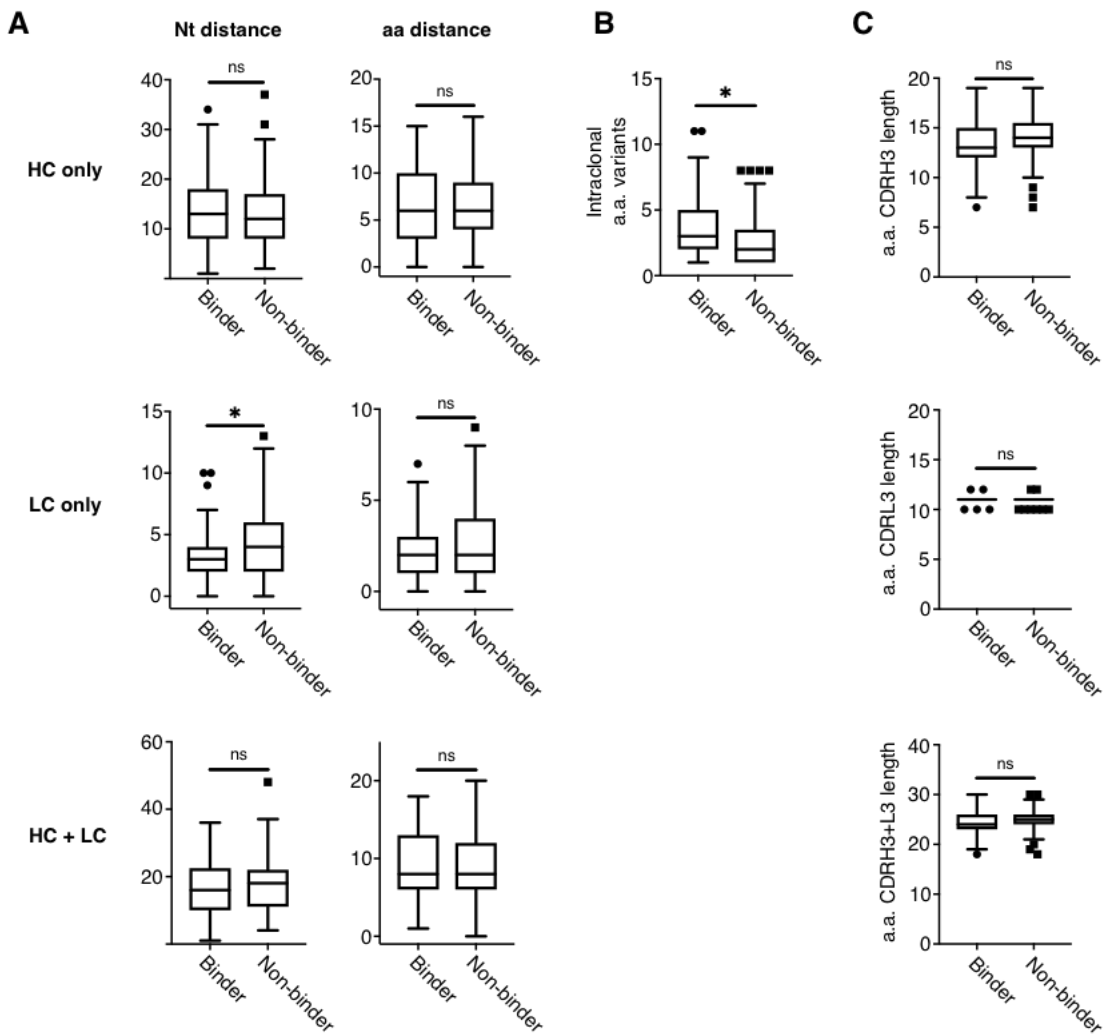 A
B
C
Nt distance
aa distance
HC only
ns
40
30
20
10
Binder
Non-binder
ns
20
15
10
5
0
Binder
Non-binder
Intraclonal
a.a. variants
*
15
10
5
0
Binder
Non-binder
a.a. CDRH3 length
ns
20
15
10
5
0
Binder
Non-binder
LC only
*
15
10
5
0
Binder
Non-binder
ns
10
5
0
Binder
Non-binder
a.a. CDRL3 length
ns
20
15
10
5
0
Binder
Non-binder
HC + LC
ns
60
40
20
Binder
Non-binder
ns
20
10
0
Binder
Non-binder
a.a. CDRH3+L3 length
ns
40
30
20
10
0
Binder
Non-binder